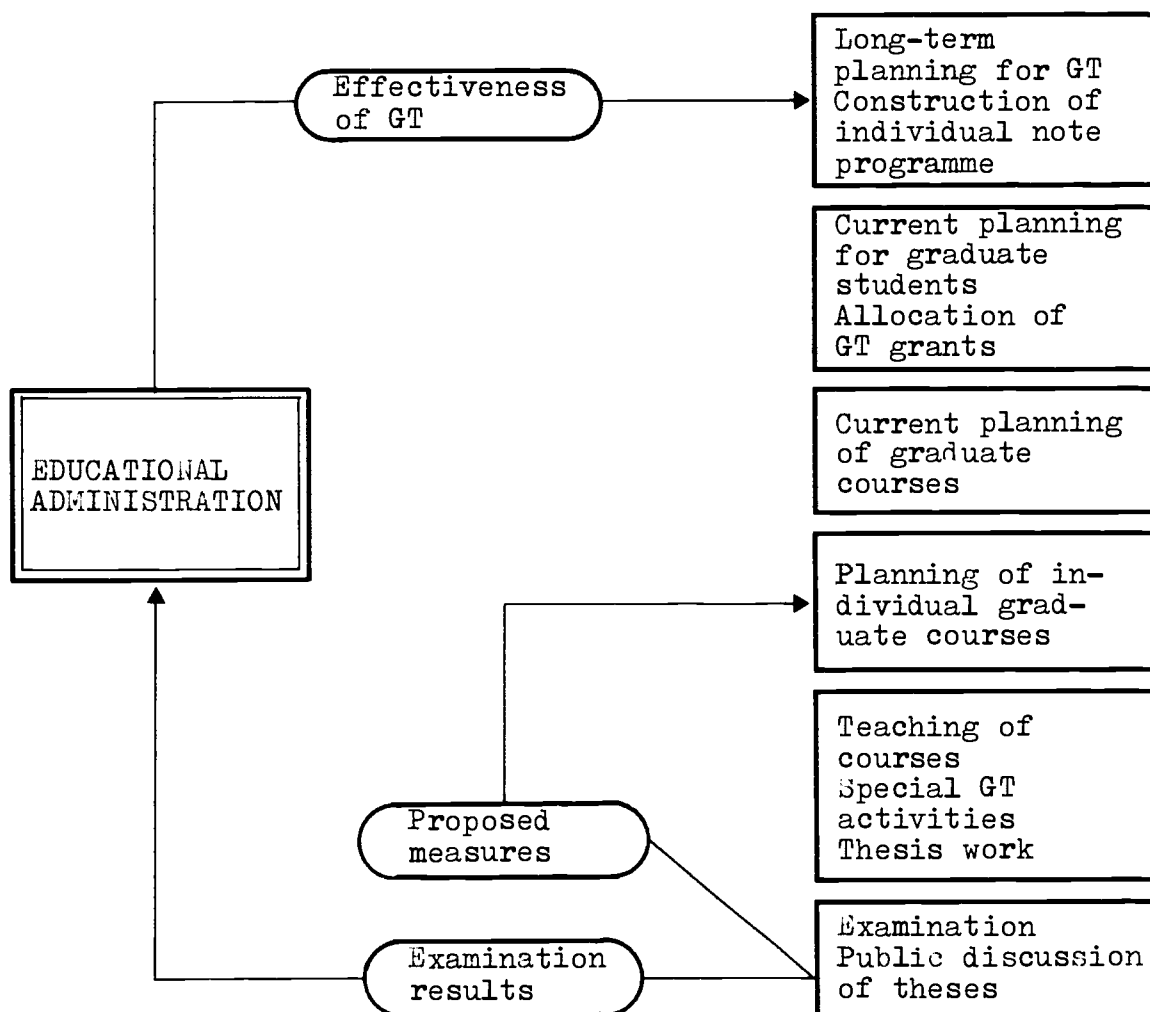 Effectiveness
of GT
Long-term
planning for GT
Construction of
individual note
programme
Current planning
for graduate
students
Allocation of
GT grants
EDUCATIONAL
ADMINISTRATION
Current planning
of graduate
courses
Planning of in-
dividual grad-
uate courses
Teaching of
courses
Special GT
activities
Thesis work
Proposed
measures
Examination
results
Examination
Public discussion
of theses